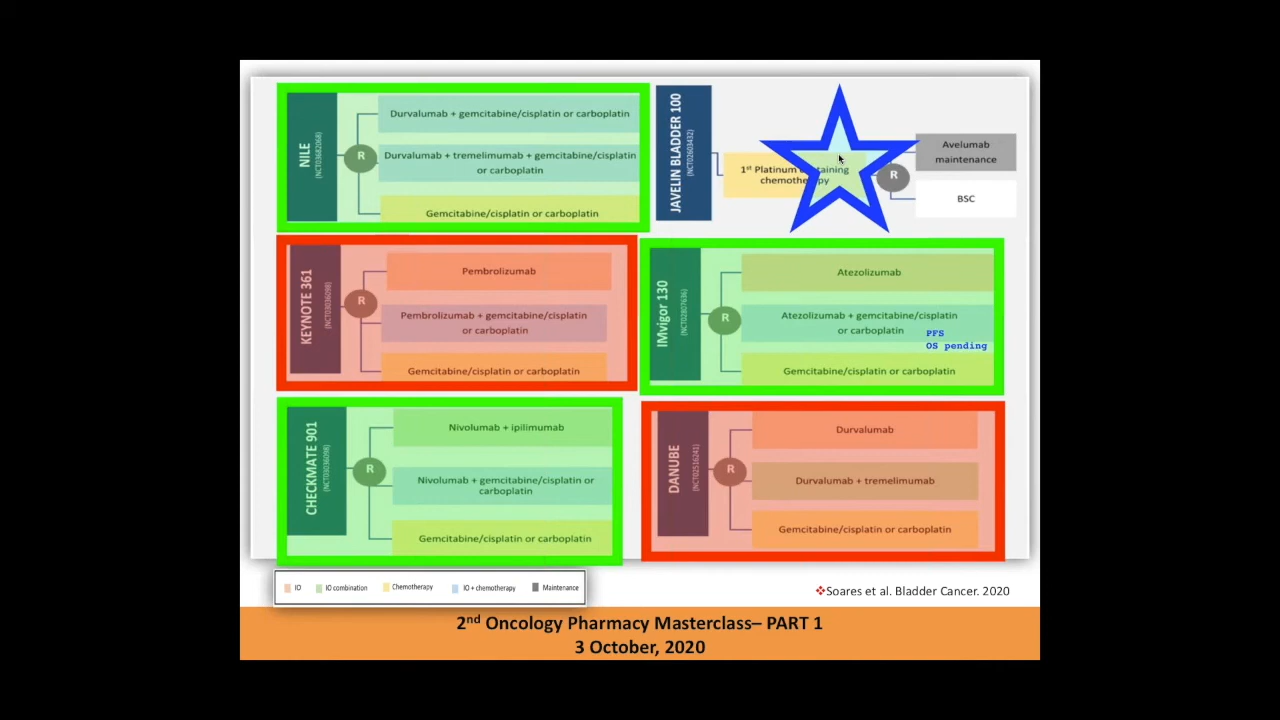 NILE
(NCT03682068)
R
Durvalumab + gemcitabine/cisplatin or carboplatin
Durvalumab + tremelimumab + gemcitabine/cisplatin
or carboplatin
Gemcitabine/cisplatin or carboplatin
JAVELIN BLADDER 100
(NCT02603432)
1st Platinum containing
chemotherapy
R
Avelumab
maintenance
BSC
KEYNOTE 361
R
Pembrolizumab
Pembrolizumab + gemcitabine/cisplatin
or carboplatin
Gemcitabine/cisplatin or carboplatin
IMvigor 130
(NCT02807636)
R
Atezolizumab
Atezolizumab + gemcitabine/cisplatin
or carboplatin
PFS
OS pending
Gemcitabine/cisplatin or carboplatin
CHECKMATE 901
(NCT03036098)
R
Nivolumab + ipilimumab
Nivolumab + gemcitabine/cisplatin or
carboplatin
Gemcitabine/cisplatin or carboplatin
DANUBE
(NCT02516241)
R
Durvalumab
Durvalumab + tremelimumab
Gemcitabine/cisplatin or carboplatin
IO
IO combination
Chemotherapy
IO + chemotherapy
Maintenance
❖Soares et al. Bladder Cancer. 2020
2nd Oncology Pharmacy Masterclass– PART 1
3 October, 2020